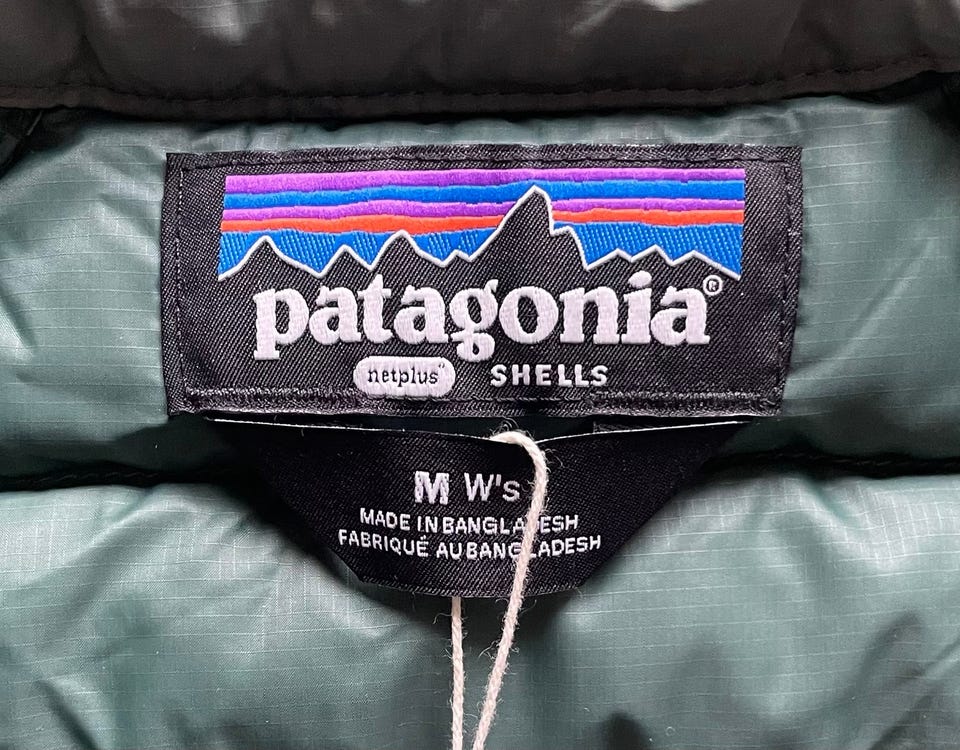 patagonia®
netplus® SHELLS
M W's
MADE IN BANGLADESH
FABRIQUÉ AU BANGLADESH